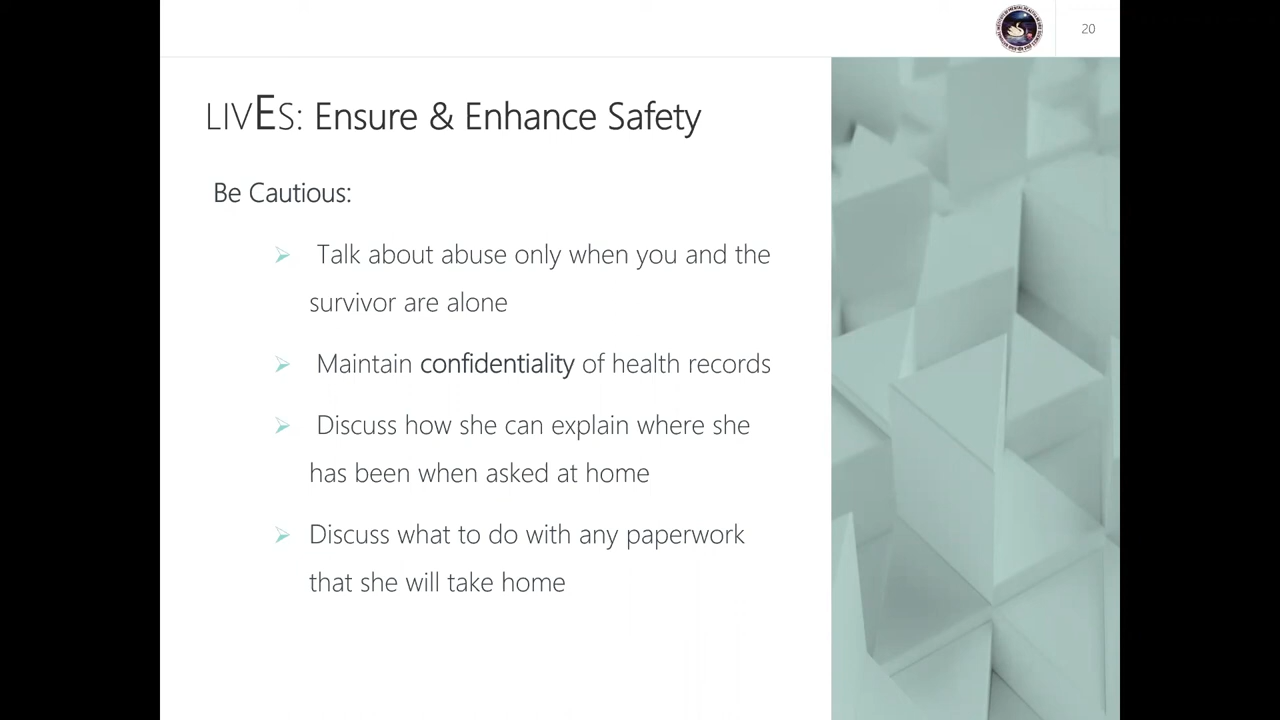 20
LIVES: Ensure & Enhance Safety
Be Cautious:
Talk about abuse only when you and the
survivor are alone
Maintain confidentiality of health records
Discuss how she can explain where she
has been when asked at home
Discuss what to do with any paperwork
that she will take home